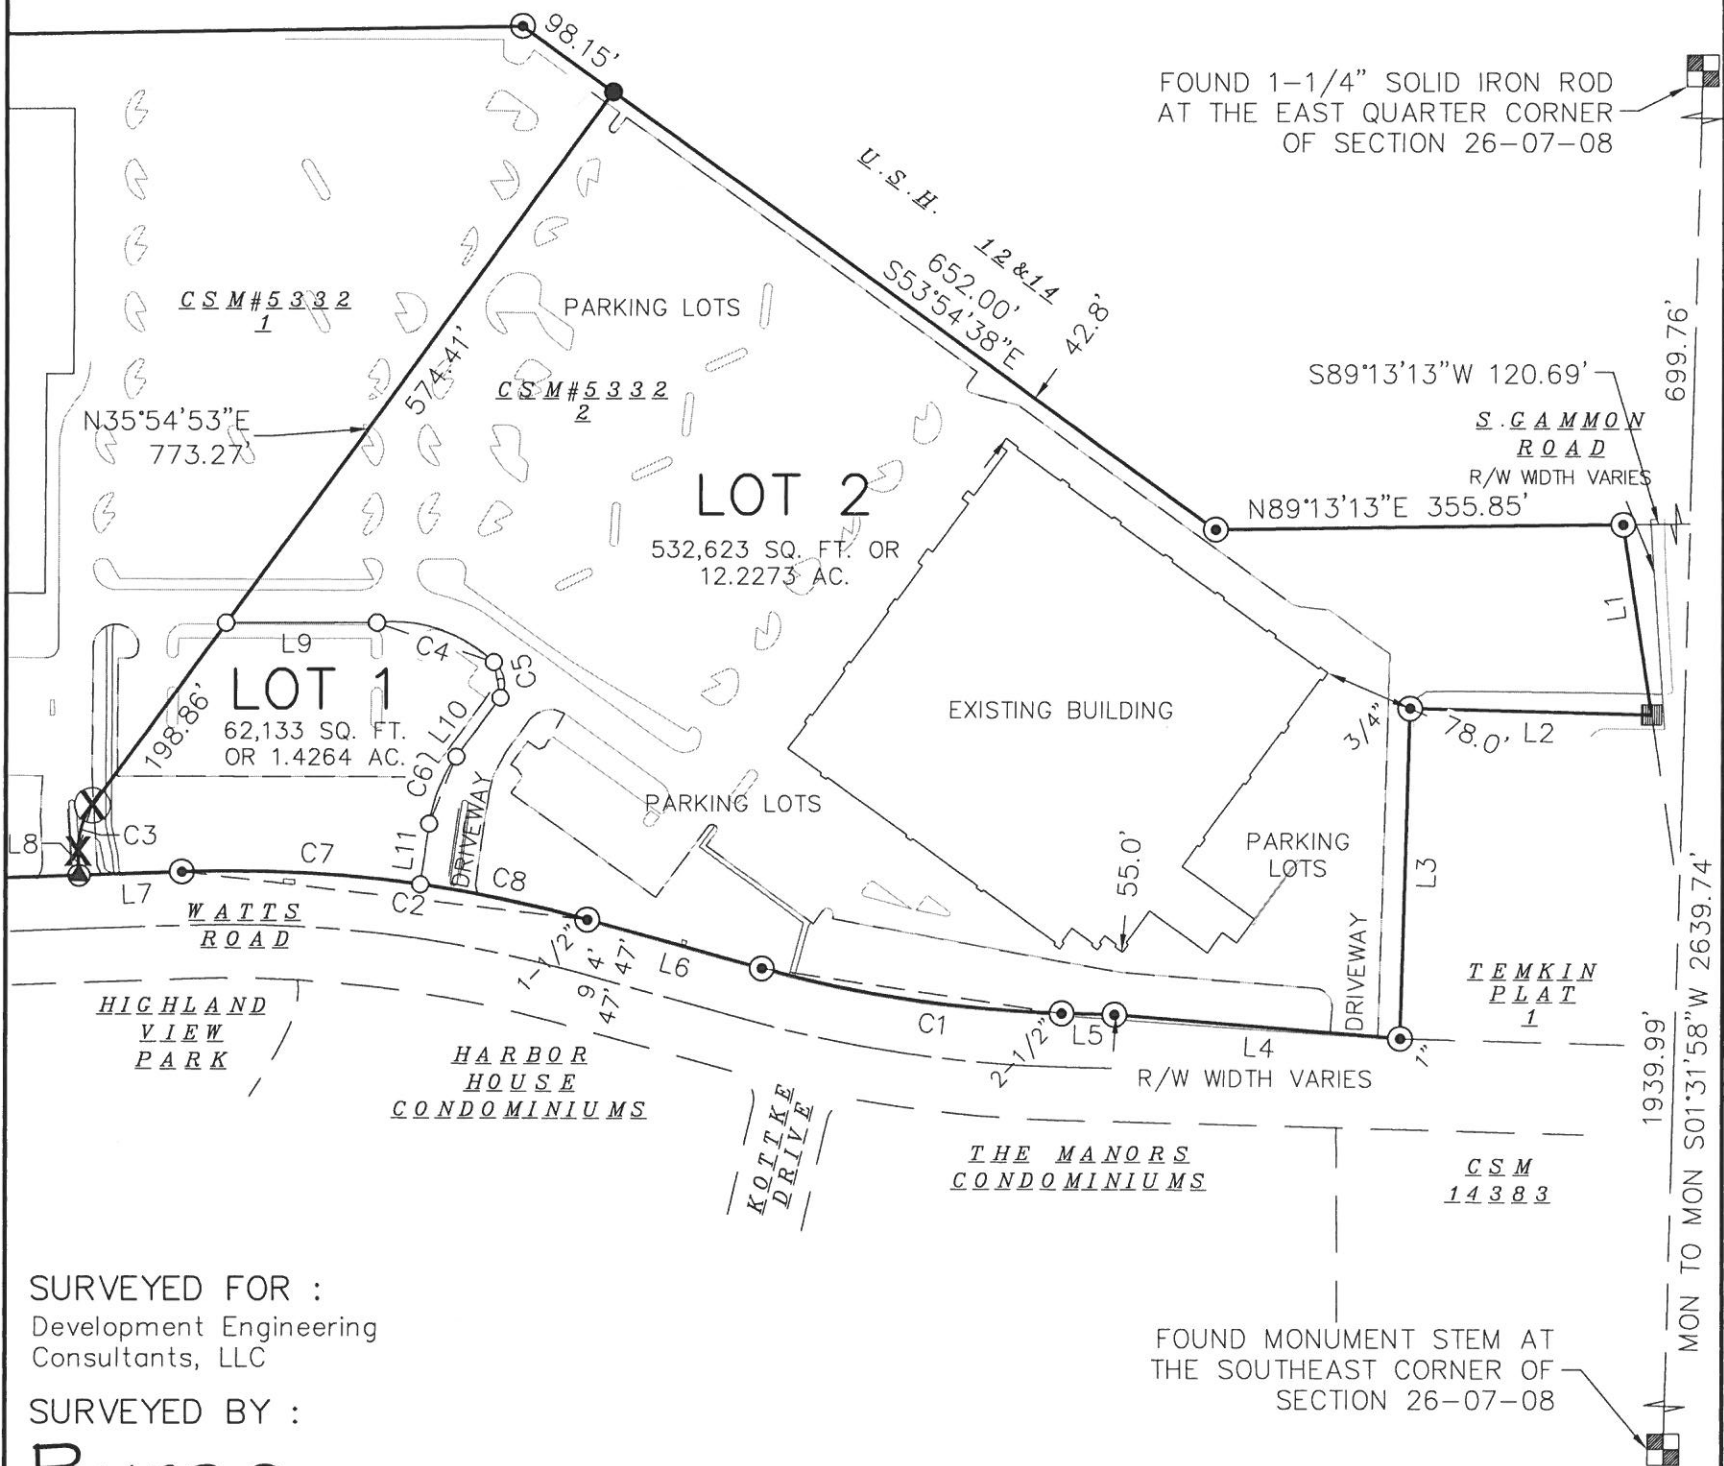 98.15'
FOUND 1-1/4" SOLID IRON ROD
AT THE EAST QUARTER CORNER
OF SECTION 26-07-08
U.S.H.
12&14
652.00'
S53°54'38"E
42.8'
699.76'
CSM#5332
1
PARKING LOTS
574.41'
CSM#5332
2
N35°54'53"E
773.27'
S89°13'13"W 120.69'
S.GAMMON
ROAD
R/W WIDTH VARIES
LOT 2
532,623 SQ. FT. OR
12.2273 AC.
N89°13'13"E 355.85'
L1
L9
C4
C5
LOT 1
62,133 SQ. FT.
OR 1.4264 AC.
198.86'
L10
C6
EXISTING BUILDING
3/4"
78.0'
L2
PARKING LOTS
DRIVEWAY
PARKING
LOTS
55.0'
L3
L8
C3
L11
C7
C8
L7
C2
WATTS
ROAD
1-1/2"
94'
47'
47'
L6
C1
2-1/2"
L5
L4
1"
DRIVEWAY
R/W WIDTH VARIES
TEMKIN
PLAT
1
HIGHLAND
VIEW
PARK
HARBOR
HOUSE
CONDOMINIUMS
KOTTKE
DRIVE
THE MANORS
CONDOMINIUMS
CSM
14383
1939.99'
MON TO MON S01°31'58"W 2639.74'
SURVEYED FOR :
Development Engineering
Consultants, LLC
SURVEYED BY :
FOUND MONUMENT STEM AT
THE SOUTHEAST CORNER OF
SECTION 26-07-08